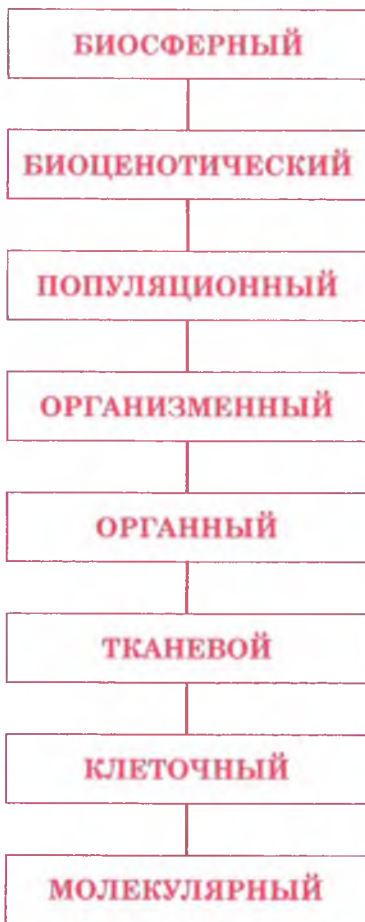 БИОСФЕРНЫЙ
БИОЦЕНОТИЧЕСКИЙ
ПОПУЛЯЦИОННЫЙ
ОРГАНИЗМЕННЫЙ
ОРГАННЫЙ
ТКАНЕВОЙ
КЛЕТОЧНЫЙ
МОЛЕКУЛЯРНЫЙ